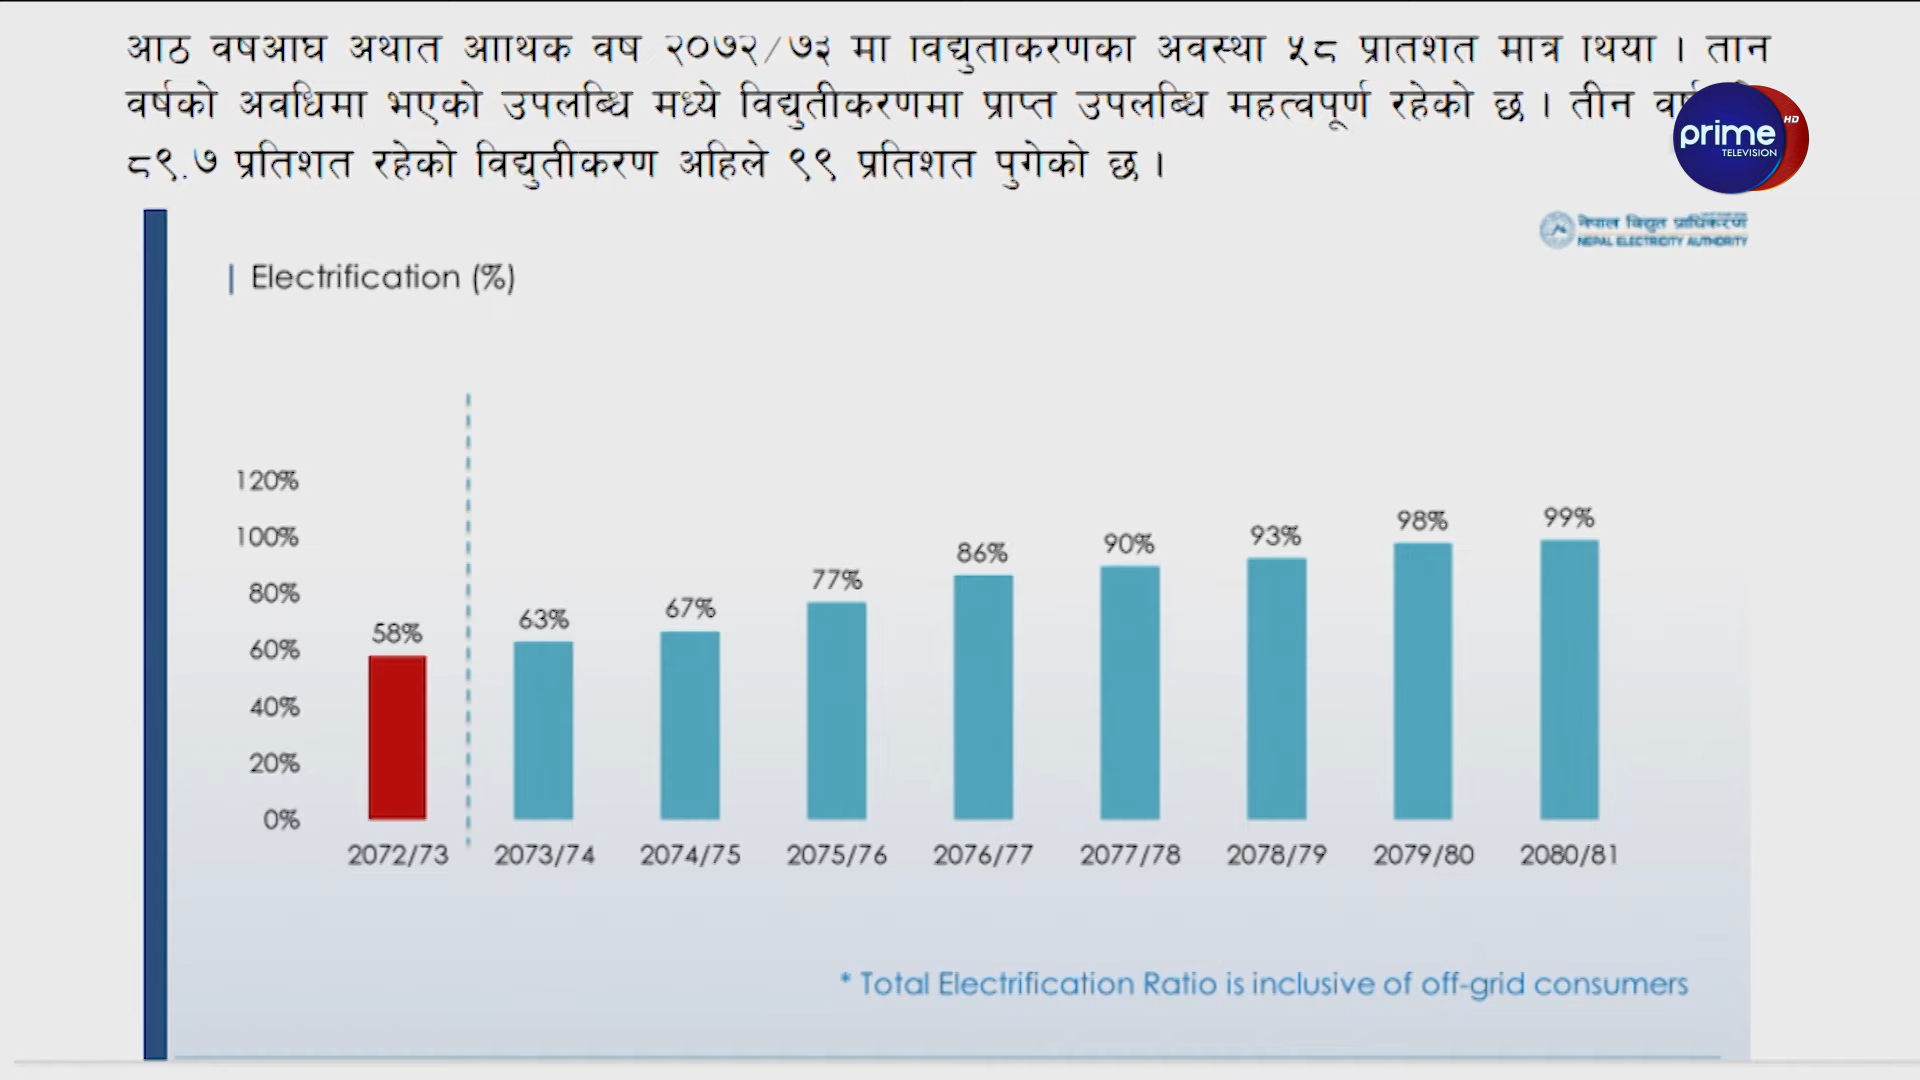 आठ वर्षअघि अर्थात आर्थिक वर्ष २०७२/७३ मा विद्युतीकरणको अवस्था ५८ प्रतिशत मात्र थियो । तीन
वर्षको अवधिमा भएको उपलब्धि मध्ये विद्युतीकरणमा प्राप्त उपलब्धि महत्वपूर्ण रहेको छ । तीन
८९.७ प्रतिशत रहेको विद्युतीकरण अहिले ९९ प्रतिशत पुगेको छ ।
prime HD
TELEVISION
नेपाल विद्युत प्राधिकरण
NEPAL ELECTRICITY AUTHORITY
| Electrification (%)
120%
100%
80%
60%
40%
20%
0%
58% 63% 67% 77% 86% 90% 93% 98% 99%
2072/73 2073/74 2074/75 2075/76 2076/77 2077/78 2078/79 2079/80 2080/81
* Total Electrification Ratio is inclusive of off-grid consumers